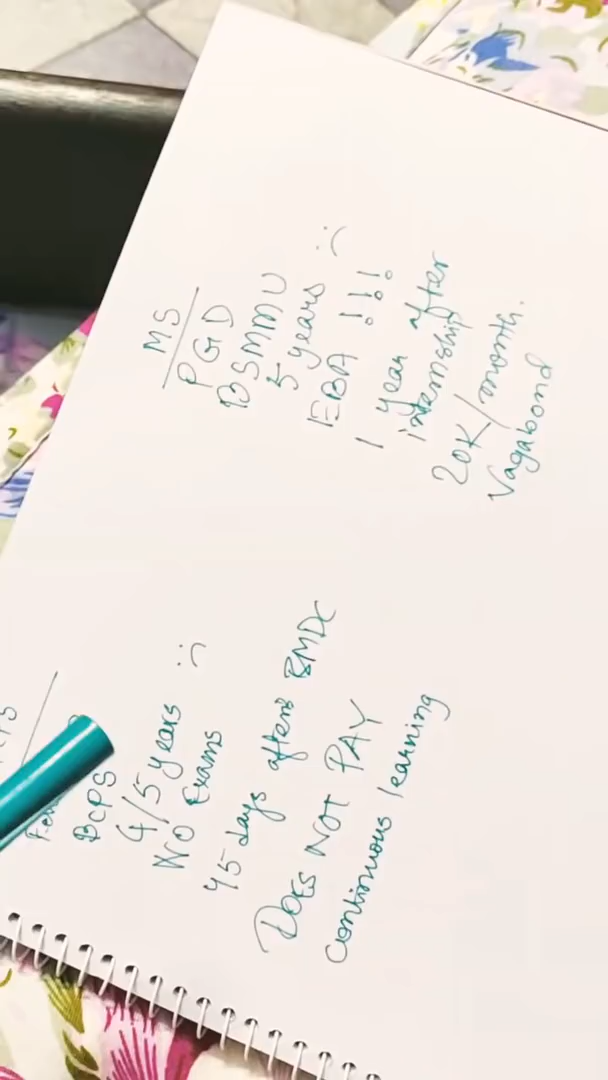 BCPS
4/5 years :(
NO Exams
45 days after BMDC
DOES NOT PAY
continuous learning
MS
PGD
BSMMU
5 years :(
EBA !!!
1 year after
internship
20K/month.
Vagabond